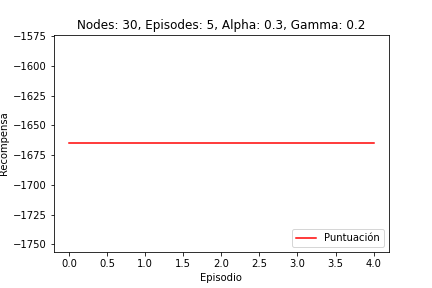 Nodes: 30, Episodes: 5, Alpha: 0.3, Gamma: 0.2
−1575
−1600
−1625
−1650
−1675
−1700
−1725
−1750
Recompensa
Puntuación
0.0 0.5 1.0 1.5 2.0 2.5 3.0 3.5 4.0
Episodio